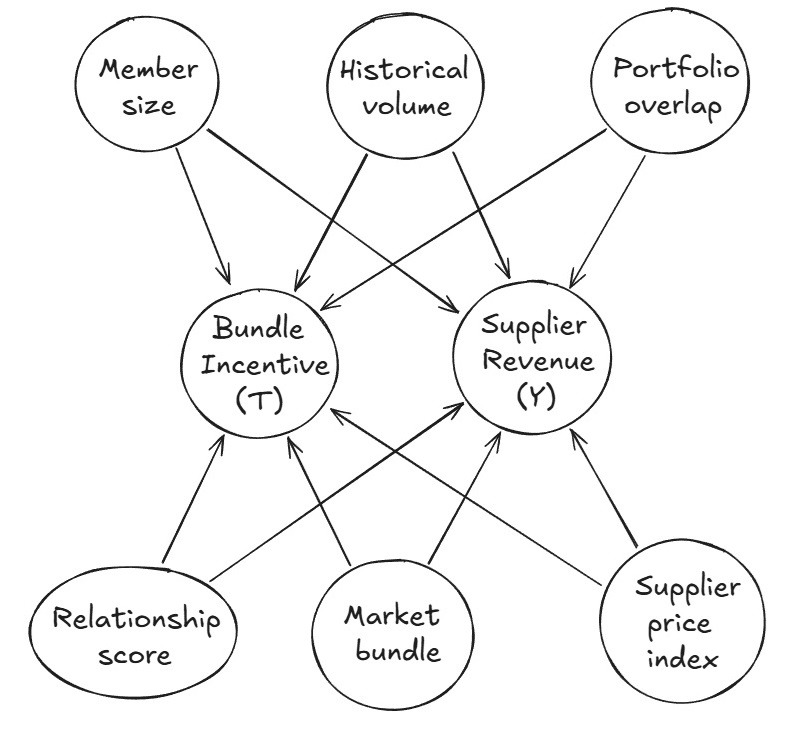 Member
size
Historical
volume
Portfolio
overlap
Bundle
Incentive
(T)
Supplier
Revenue
(Y)
Relationship
score
Market
bundle
Supplier
price
index